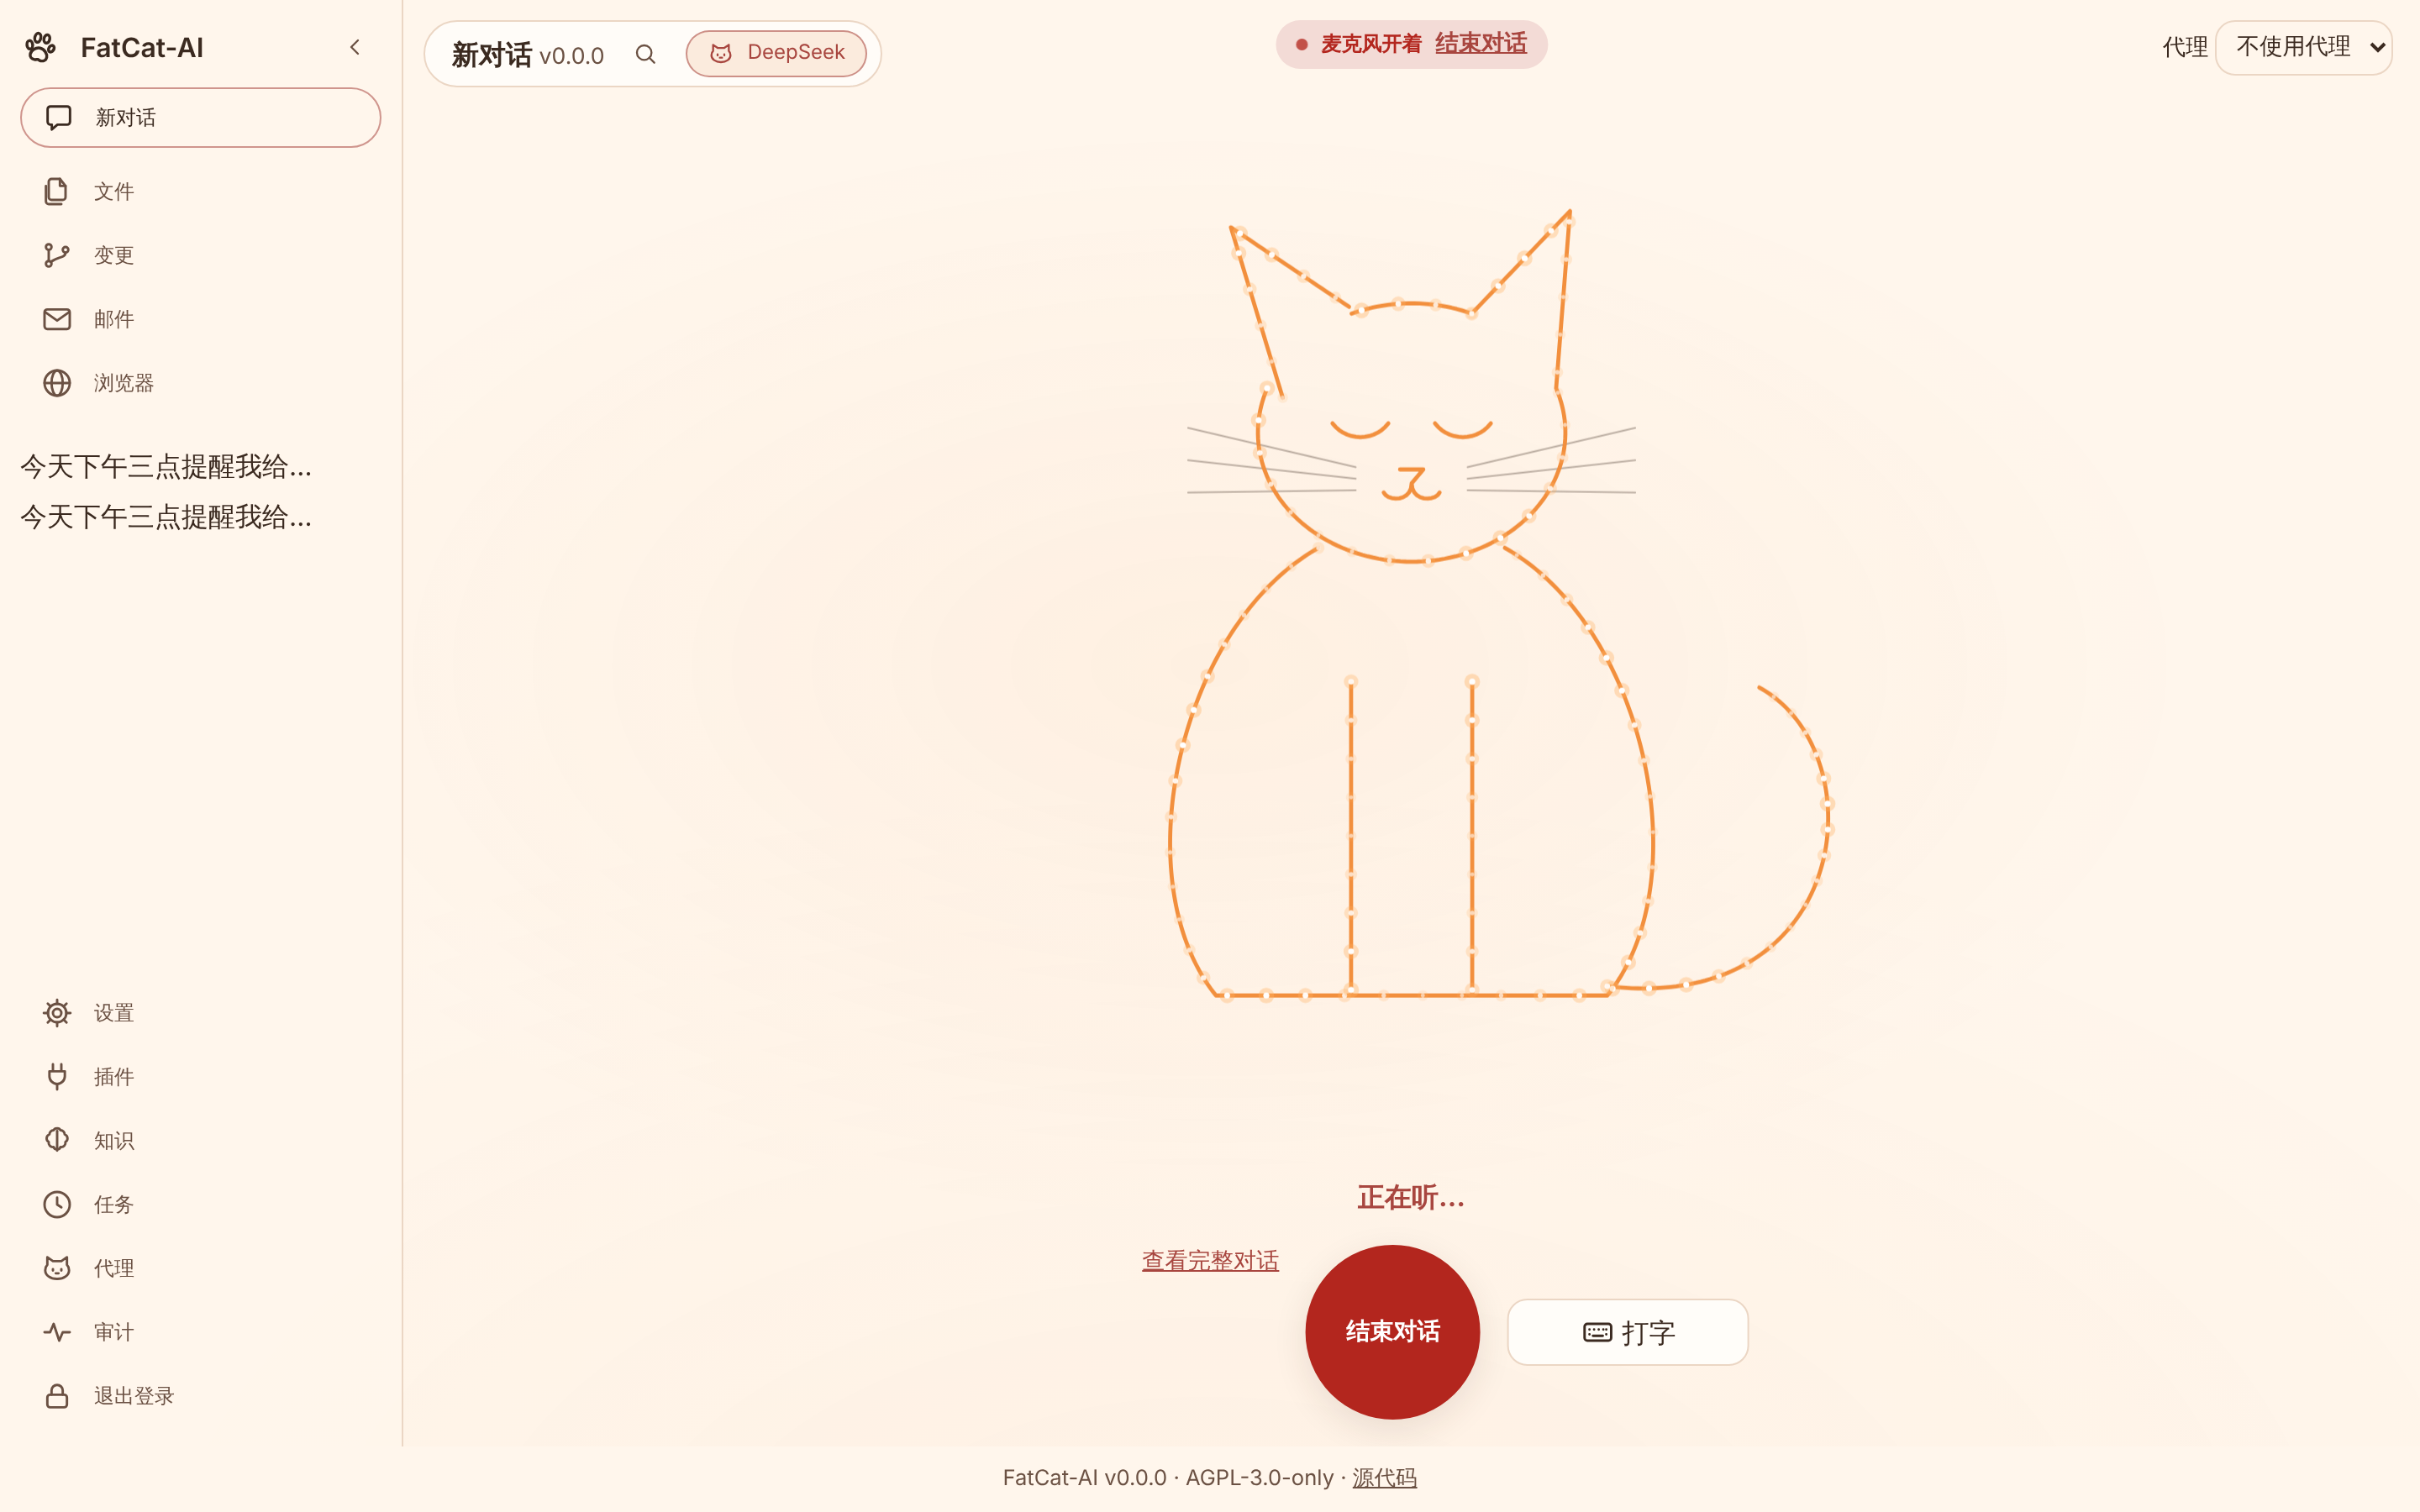 FatCat-AI
新对话
文件
变更
邮件
浏览器
今天下午三点提醒我给...
今天下午三点提醒我给...
设置
插件
知识
任务
代理
审计
退出登录
新对话 v0.0.0 DeepSeek
麦克风开着 结束对话
代理 不使用代理
正在听...
查看完整对话
结束对话
打字
FatCat-AI v0.0.0 · AGPL-3.0-only · 源代码